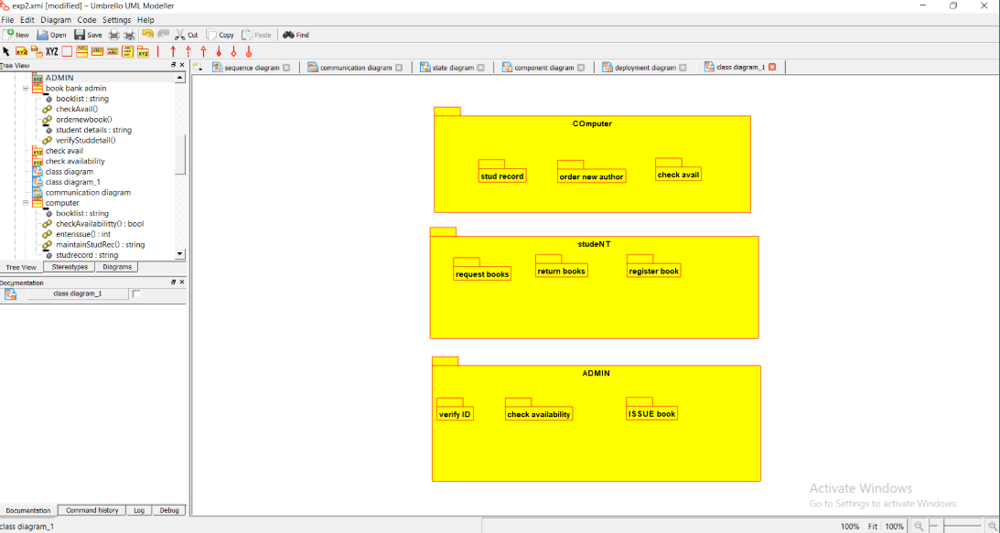 exp2.xmi [modified] – Umbrello UML Modeller
File Edit Diagram Code Settings Help
New Open Save Cut Copy Paste Find
XYZ
Tree View
sequence diagram communication diagram state diagram component diagram deployment diagram class diagram_1
ADMIN
book bank admin
booklist : string
checkAvail()
ordernewbook()
student details : string
verifyStuddetail()
check avail
check availability
class diagram
class diagram_1
communication diagram
computer
booklist : string
checkAvailabilitty() : bool
enterissue() : int
maintainStudRec() : string
studrecord : string
Tree View Stereotypes Diagrams
Documentation
class diagram_1
COmputer
stud record order new author check avail
studeNT
request books return books register book
ADMIN
verify ID check availability ISSUE book
Activate Windows
Go to Settings to activate Windows.
Documentation Command history Log Debug
class diagram_1
100% Fit 100%